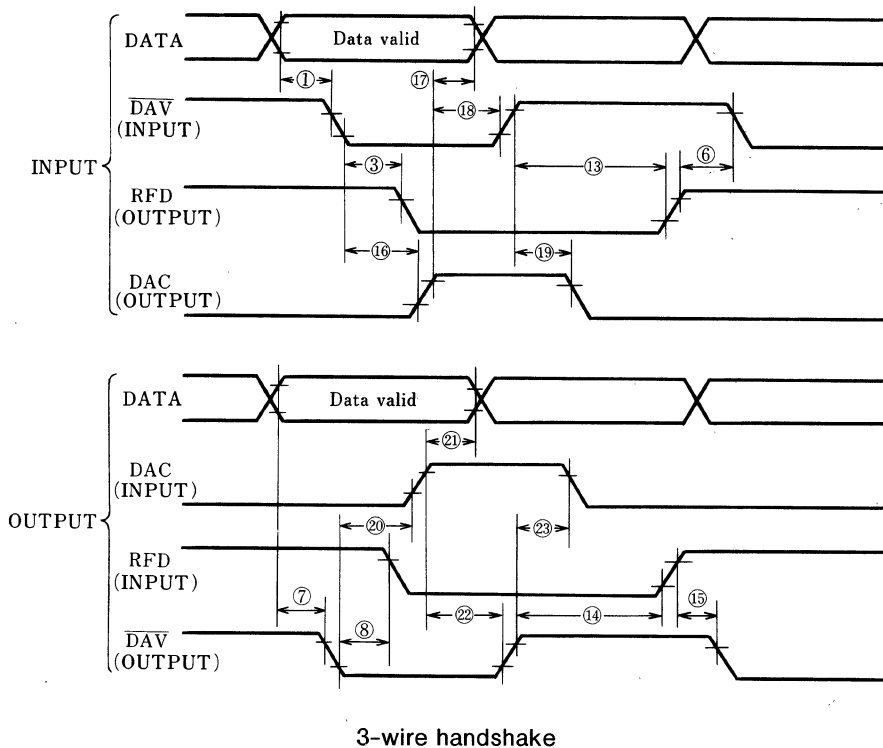 DATA
Data valid
①
⑰
DAV
(INPUT)
⑱
INPUT
③
⑬
⑥
RFD
(OUTPUT)
⑯
⑲
DAC
(OUTPUT)
DATA
Data valid
㉑
DAC
(INPUT)
OUTPUT
⑳
㉓
RFD
(INPUT)
⑦
⑧
㉒
⑭
⑮
DAV
(OUTPUT)
3-wire handshake